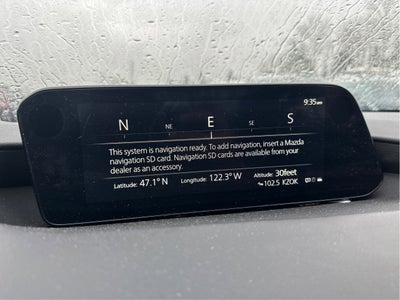 9:35am
N NE E SE S
This system is navigation ready. To add navigation, insert a Mazda
navigation SD card. Navigation SD cards are available from your
dealer as an accessory.
Latitude: 47.1° N Longitude: 122.3° W Altitude: 30feet
102.5 KZOK